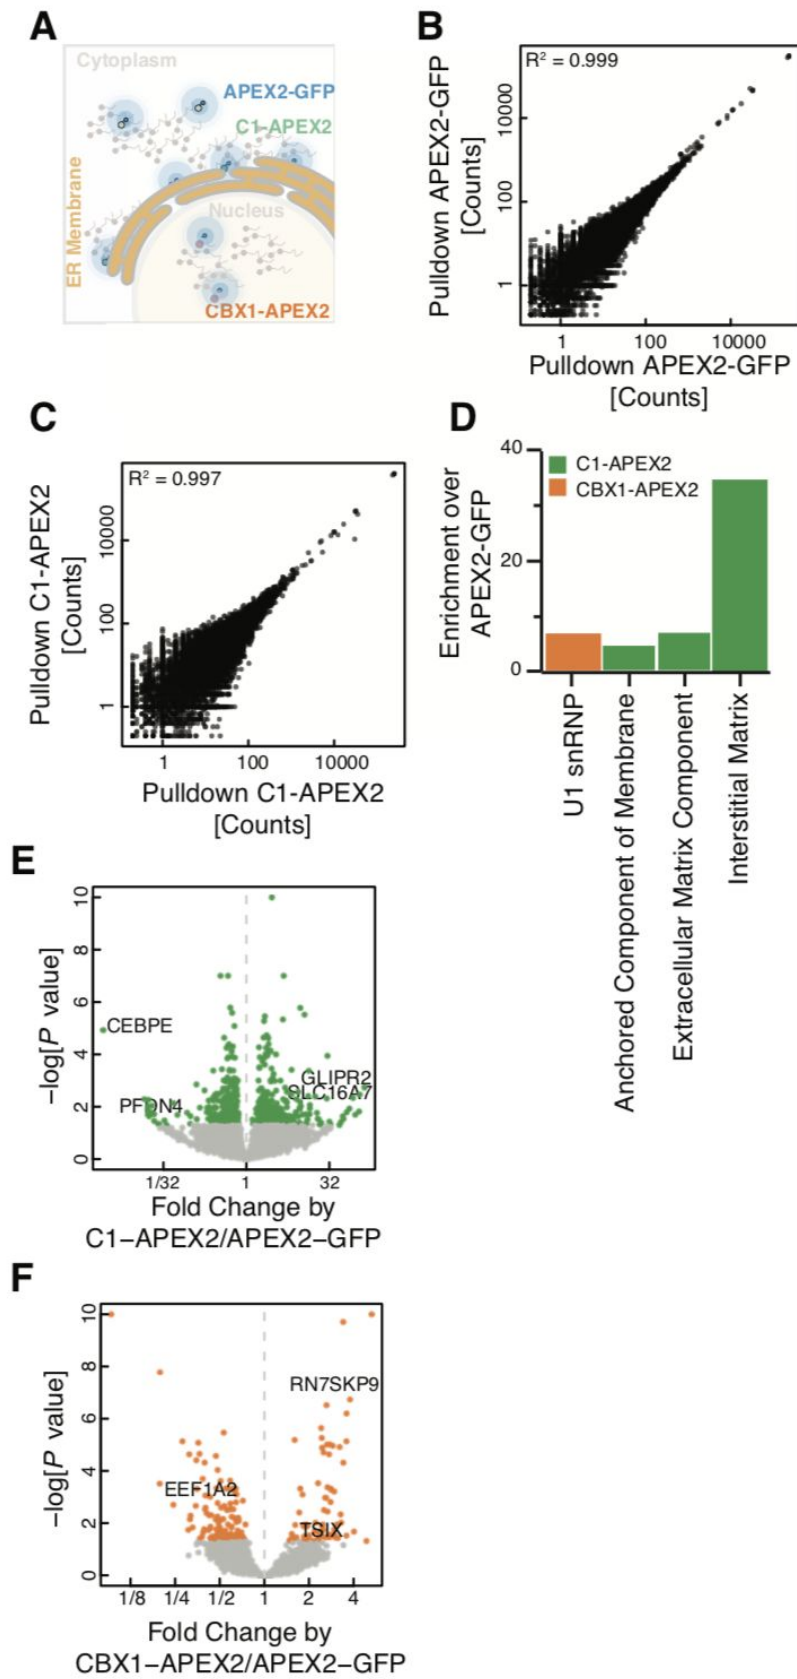 A
Cytoplasm
APEX2-GFP
C1-APEX2
ER Membrane
Nucleus
CBX1-APEX2
B
R² = 0.999
Pulldown APEX2-GFP
[Counts]
10000
100
1
1
100
10000
Pulldown APEX2-GFP
[Counts]
C
R² = 0.997
Pulldown C1-APEX2
[Counts]
10000
100
1
1
100
10000
Pulldown C1-APEX2
[Counts]
D
Enrichment over
APEX2-GFP
40
20
0
C1-APEX2
CBX1-APEX2
U1 snRNP
Anchored Component of Membrane
Extracellular Matrix Component
Interstitial Matrix
E
−log[P value]
10
8
6
4
2
0
CEBPE
PFDN4
GLIPR2
SLC16A7
1/32
1
32
Fold Change by
C1−APEX2/APEX2−GFP
F
−log[P value]
10
8
6
4
2
0
RN7SKP9
EEF1A2
TSIX
1/8
1/4
1/2
1
2
4
Fold Change by
CBX1−APEX2/APEX2−GFP